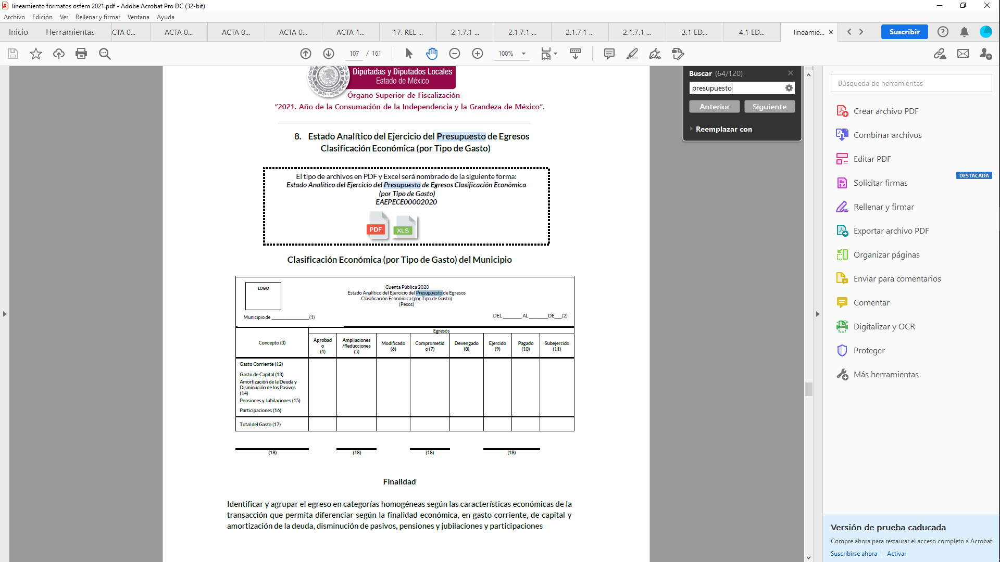 lineamiento formatos osfem 2021.pdf - Adobe Acrobat Pro DC (32-bit)
Archivo Edición Ver Rellenar y firmar Ventana Ayuda
Inicio Herramientas CTA 0... ACTA 0... ACTA 0... ACTA 0... ACTA 1... 17. REL ... 2.1.7.1 ... 2.1.7.1 ... 2.1.7.1 ... 2.1.7.1 ... 3.1 ED... 4.1 ED... lineamie... × Suscribir
107 / 161 100%
Diputadas y Diputados Locales
Estado de México
Órgano Superior de Fiscalización
“2021. Año de la Consumación de la Independencia y la Grandeza de México”.
8. Estado Analítico del Ejercicio del Presupuesto de Egresos
Clasificación Económica (por Tipo de Gasto)
El tipo de archivos en PDF y Excel será nombrado de la siguiente forma:
Estado Analítico del Ejercicio del Presupuesto de Egresos Clasificación Económica
(por Tipo de Gasto)
EAEPECE00002020
PDF XLS
Clasificación Económica (por Tipo de Gasto) del Municipio
LOGO
Cuenta Pública 2020
Estado Analítico del Ejercicio del Presupuesto de Egresos
Clasificación Económica (por Tipo de Gasto)
(Pesos)
Municipio de ________________(1)
DEL ________ AL ________DE___(2)
Egresos
Concepto (3)
Aprobad
o
(4)
Ampliaciones
/Reducciones
(5)
Modificado
(6)
Comprometid
o (7)
Devengado
(8)
Ejercido
(9)
Pagado
(10)
Subejercido
(11)
Gasto Corriente (12)
Gasto de Capital (13)
Amortización de la Deuda y
Disminución de los Pasivos
(14)
Pensiones y Jubilaciones (15)
Participaciones (16)
Total del Gasto (17)
(18) (18) (18) (18)
Finalidad
Identificar y agrupar el egreso en categorías homogéneas según las características económicas de la
transacción que permita diferenciar según la finalidad económica, en gasto corriente, de capital y
amortización de la deuda, disminución de pasivos, pensiones y jubilaciones y participaciones
Buscar (64/120)
presupuesto
Anterior Siguiente
Reemplazar con
Búsqueda de herramientas
Crear archivo PDF
Combinar archivos
Editar PDF
DESTACADA
Solicitar firmas
Rellenar y firmar
Exportar archivo PDF
Organizar páginas
Enviar para comentarios
Comentar
Digitalizar y OCR
Proteger
Más herramientas
Versión de prueba caducada
Compre ahora para restaurar el acceso completo a Acrobat.
Suscribirse ahora | Activar